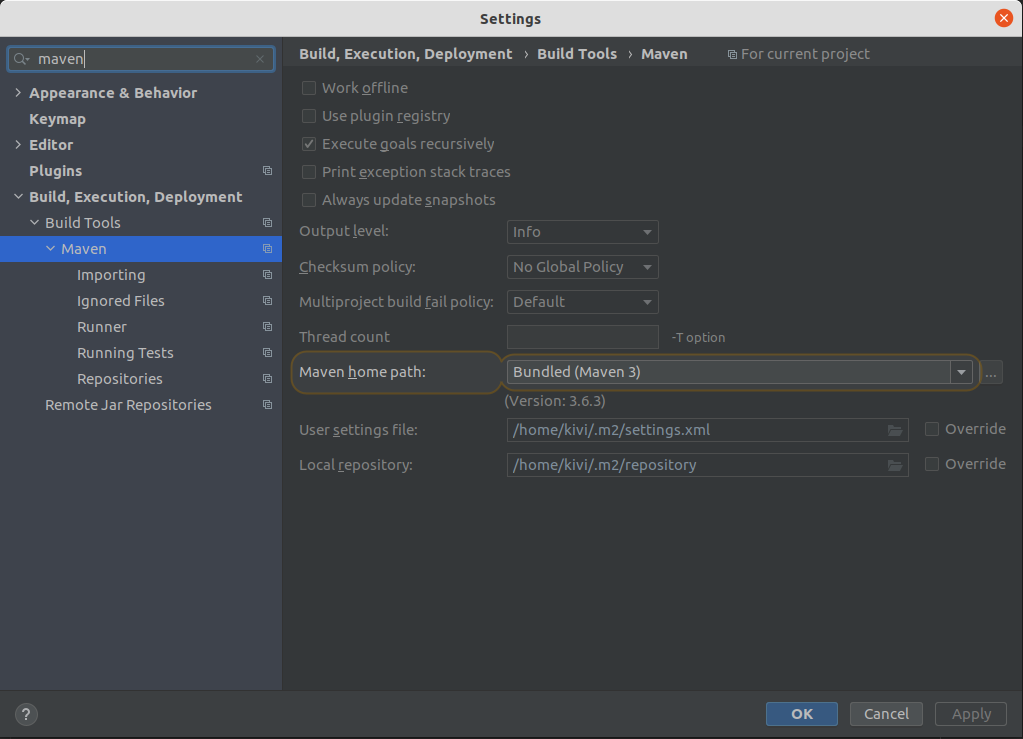 Settings
maven
Appearance & Behavior
Keymap
Editor
Plugins
Build, Execution, Deployment
Build Tools
Maven
Importing
Ignored Files
Runner
Running Tests
Repositories
Remote Jar Repositories
Build, Execution, Deployment › Build Tools › Maven For current project
Work offline
Use plugin registry
Execute goals recursively
Print exception stack traces
Always update snapshots
Output level: Info
Checksum policy: No Global Policy
Multiproject build fail policy: Default
Thread count -T option
Maven home path: Bundled (Maven 3) ...
(Version: 3.6.3)
User settings file: /home/kivi/.m2/settings.xml Override
Local repository: /home/kivi/.m2/repository Override
? OK Cancel Apply